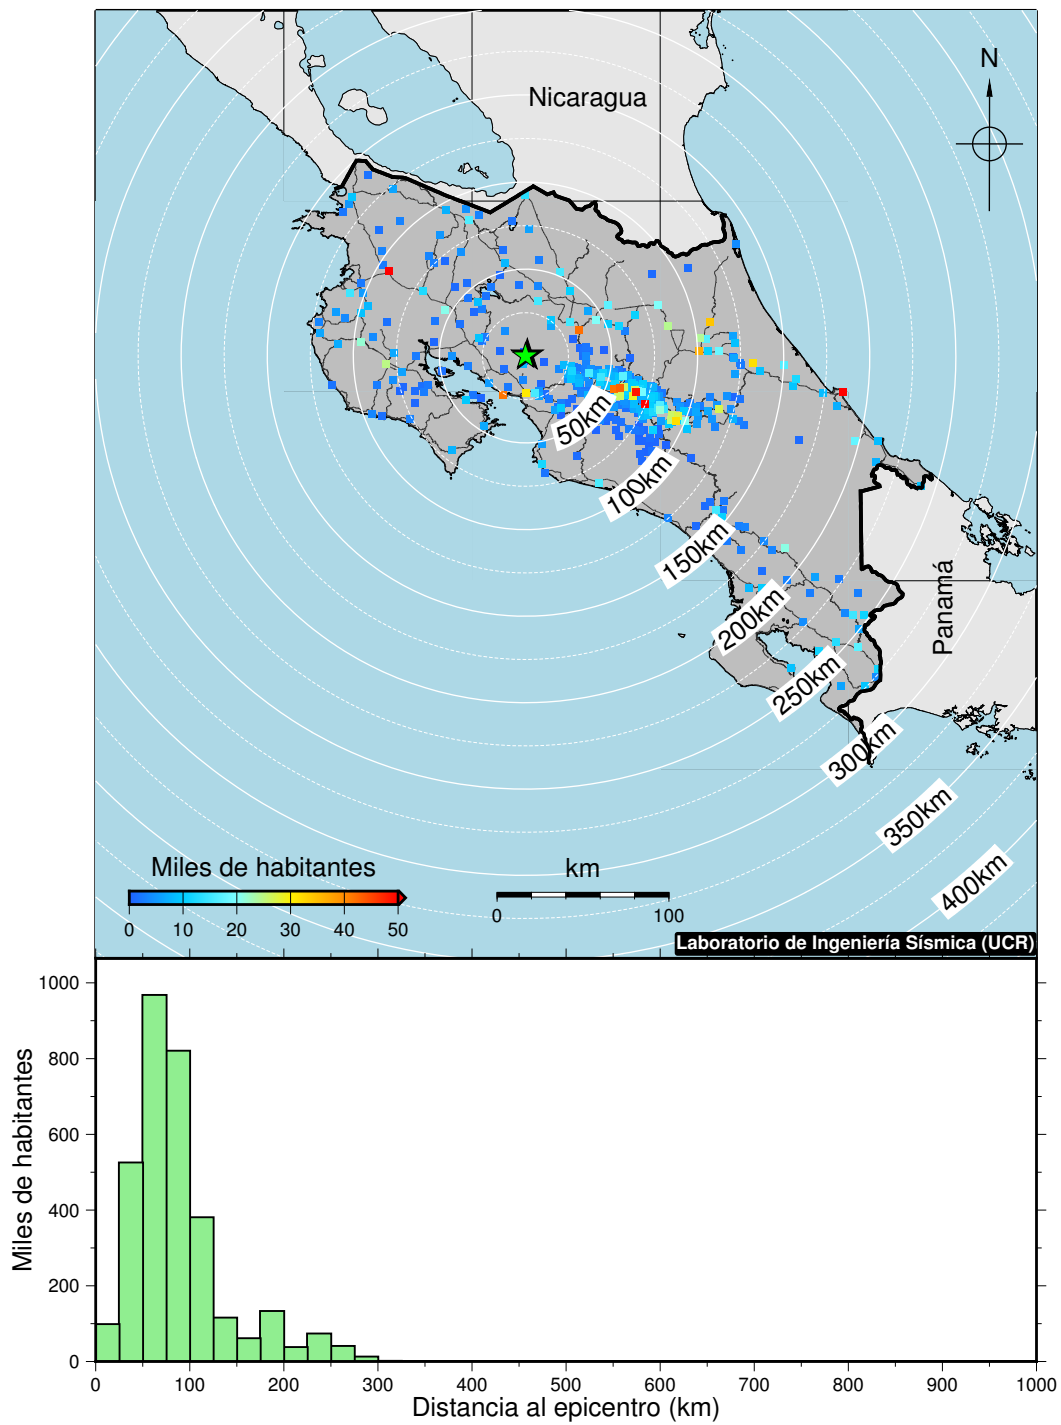 Nicaragua
N
50km
100km
150km
200km
Panamá
250km
300km
350km
400km
Miles de habitantes
0 10 20 30 40 50
km
0 100
Laboratorio de Ingeniería Sísmica (UCR)
Miles de habitantes
1000
800
600
400
200
0
0 100 200 300 400 500 600 700 800 900 1000
Distancia al epicentro (km)